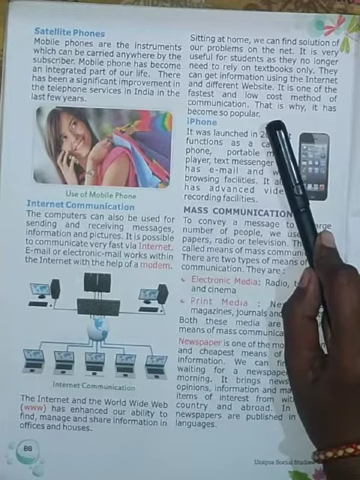 Satellite Phones
Mobile phones are the instruments
which can be carried anywhere by the
subscriber. Mobile phone has become
an integrated part of our life. There
has been a significant improvement in
the telephone services in India in the
last few years.
Use of Mobile Phone
Internet Communication
The computers can also be used for
sending and receiving messages,
information and pictures. It is possible
to communicate very fast via Internet.
E-mail or electronic-mail works within
the Internet with the help of a modem.
Internet Communication
The Internet and the World Wide Web
(www) has enhanced our ability to
find, manage and share information in
offices and houses.
86
Sitting at home, we can find solution of
our problems on the net. It is very
useful for students as they no longer
need to rely on textbooks only. They
can get information using the Internet
and different Website. It is one of the
fastest and low cost method of
communication. That is why, it has
become so popular.
iPhone
It was launched in
functions as a
phone, portable
player, text messenger
has e-mail and
browsing facilities. It
has advanced
recording facilities.
MASS COMMUNICATION
To convey a message to
number of people, we
papers, radio or television.
called means of mass
There are two types of means of
communication. They are :
Electronic Media: Radio,
and cinema
Print Media :
magazines, journals and
Both these media are
means of mass
Newspaper is one of the
and cheapest means of
information. We can
waiting for a newspaper
morning. It brings news
opinions, information and
items of interest from
country and abroad. In
newspapers are published in
languages.
Unique Social Studies